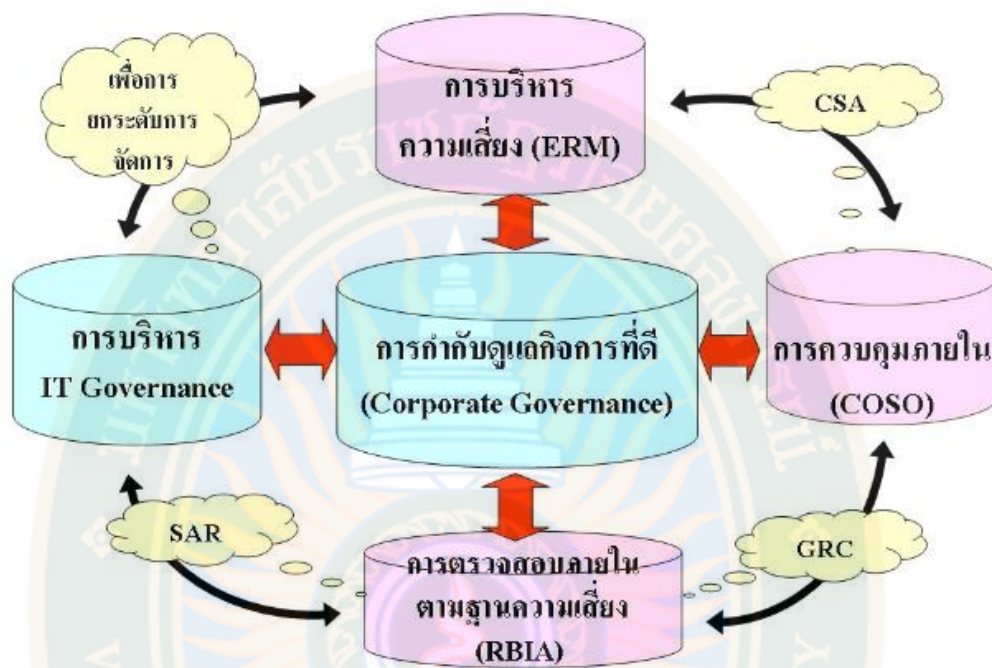 เพื่อการ
ยกระดับการ
จัดการ
การบริหาร
ความเสี่ยง (ERM)
CSA
การบริหาร
IT Governance
การกำกับดูแลกิจการที่ดี
(Corporate Governance)
การควบคุมภายใน
(COSO)
SAR
การตรวจสอบภายใน
ตามฐานความเสี่ยง
(RBIA)
GRC